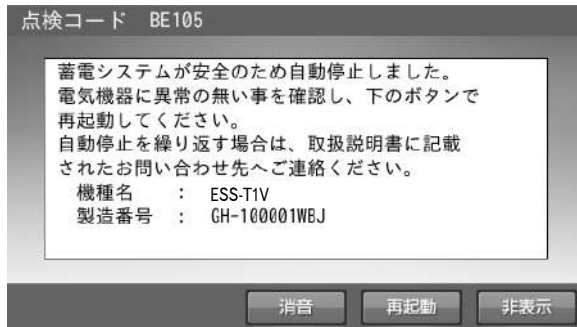 点検コード BE105
蓄電システムが安全のため自動停止しました。
電気機器に異常の無い事を確認し、下のボタンで
再起動してください。
自動停止を繰り返す場合は、取扱説明書に記載
されたお問い合わせ先へご連絡ください。
機種名 : ESS-T1V
製造番号 : GH-100001WBJ
消音 再起動 非表示